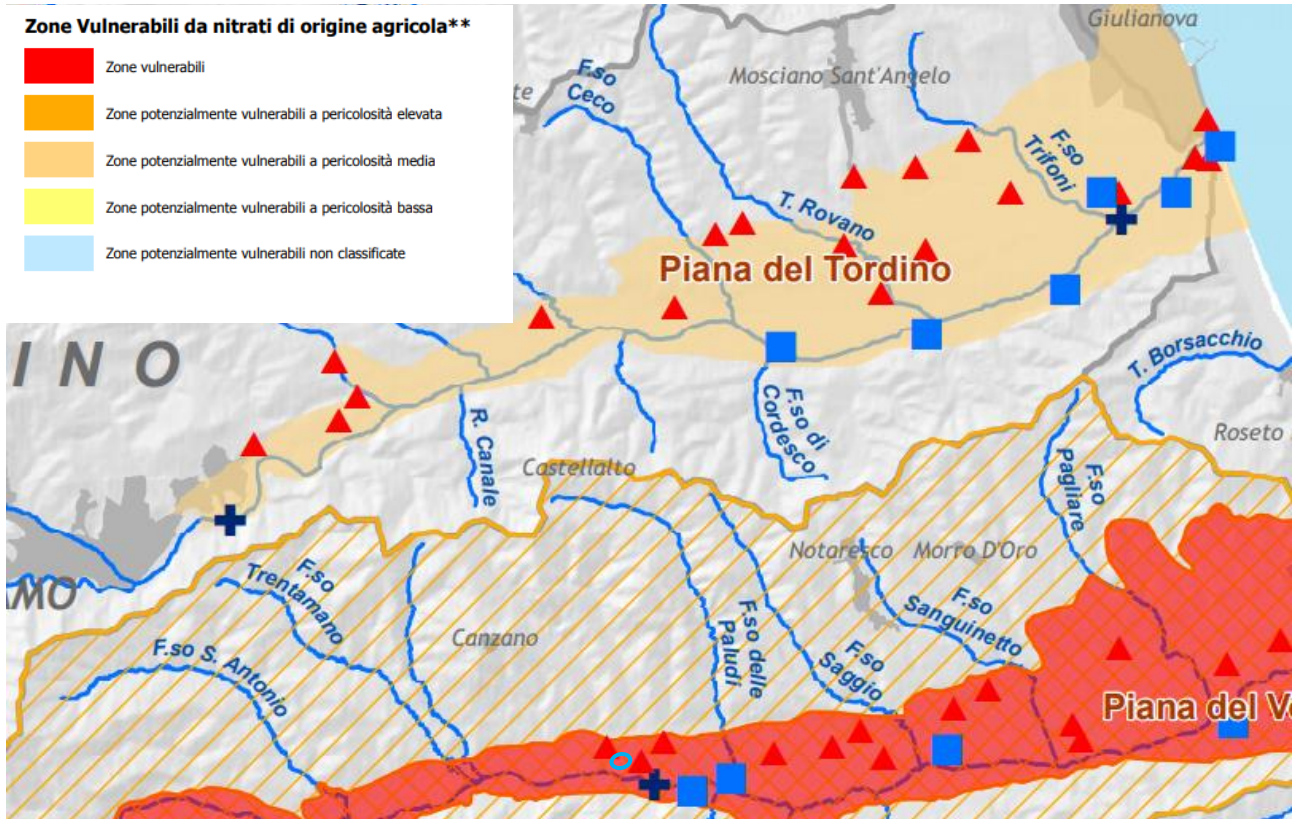 Zone Vulnerabili da nitrati di origine agricola**
Zone vulnerabili
Zone potenzialmente vulnerabili a pericolosità elevata
Zone potenzialmente vulnerabili a pericolosità media
Zone potenzialmente vulnerabili a pericolosità bassa
Zone potenzialmente vulnerabili non classificate
Giulianova
Mosciano Sant'Angelo
te
F.so
Ceco
F.so
Trifoni
T. Rovano
Piana del Tordino
INO
T. Borsacchio
R. Canale
F.so di
Cordesco
Roseto
Castellalto
F.so
Pagliare
Notaresco
Morro D'Oro
AMO
F.so
Trentamano
F.so S. Antonio
Canzano
F.so delle
Paludi
F.so
Saggio
F.so
Sanguinetto
Piana del Vo